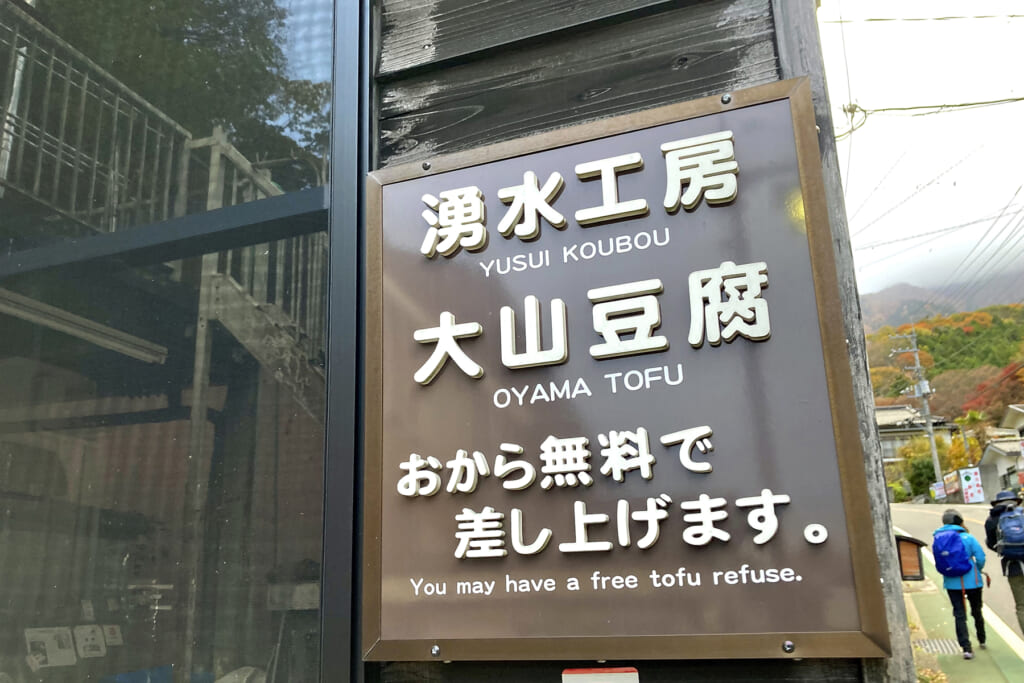 湧水工房
YUSUI KOUBOU
大山豆腐
OYAMA TOFU
おから無料で
差し上げます。
You may have a free tofu refuse.